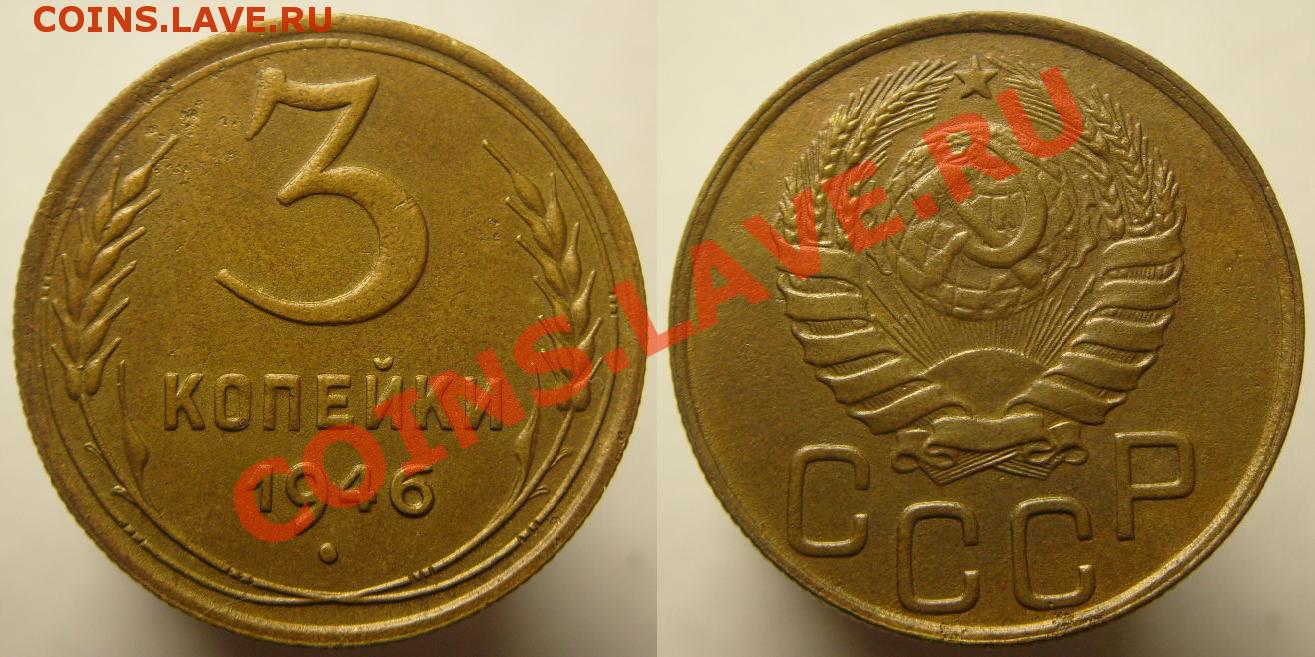 COINS.LAVE.RU
3
КОПЕЙКИ
1946
СССР
COINS.LAVE.RU